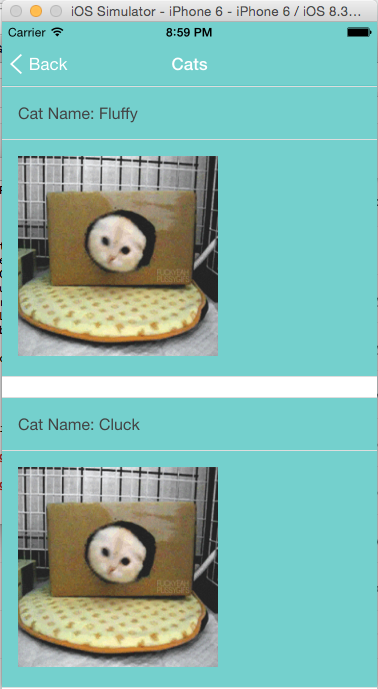 iOS Simulator - iPhone 6 - iPhone 6 / iOS 8.3...
Carrier 8:59 PM
Back Cats
Cat Name: Fluffy
Cat Name: Cluck